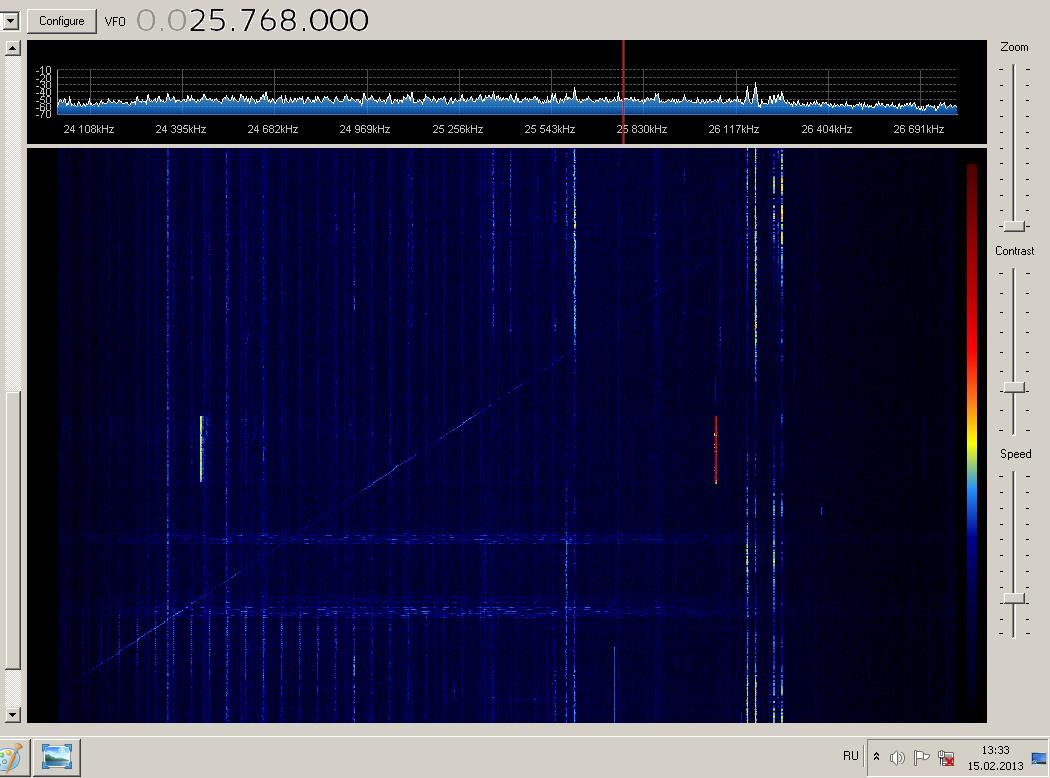 Configure VFO 0.025.768.000
Zoom
-10
-20
-30
-40
-50
-60
-70
24 108kHz 24 395kHz 24 682kHz 24 969kHz 25 256kHz 25 543kHz 25 830kHz 26 117kHz 26 404kHz 26 691kHz
Contrast
Speed
RU 13:33
15.02.2013